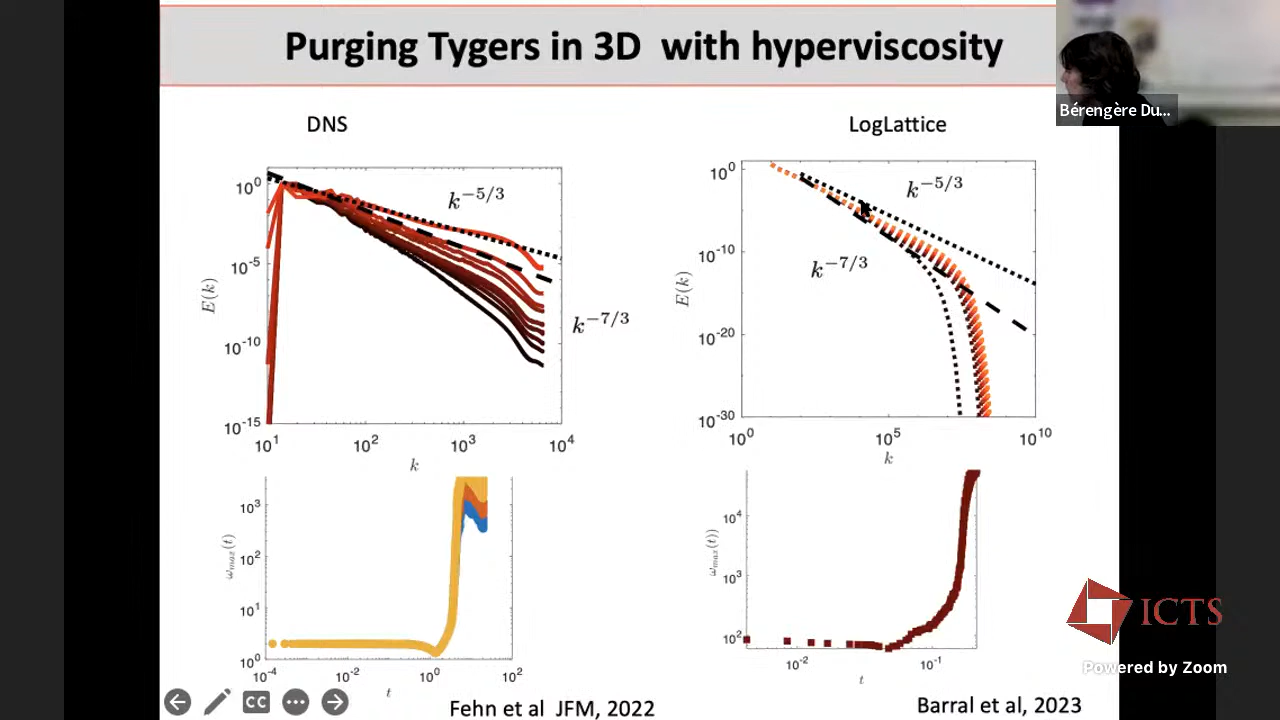 Purging Tygers in 3D with hyperviscosity
Bérengère Du...
DNS
LogLattice
10^0
10^-5
10^-10
10^-15
E(k)
k^{-5/3}
k^{-7/3}
10^1
10^2
10^3
10^4
k
10^0
10^-10
10^-20
10^-30
E(k)
k^{-5/3}
k^{-7/3}
10^0
10^5
10^10
k
10^3
10^2
10^1
10^0
ω_max(t)
10^-4
10^-2
10^0
10^2
t
10^4
10^3
10^2
ω_max(t))
10^-2
10^-1
t
ICTS
Powered by Zoom
CC
Fehn et al JFM, 2022
Barral et al, 2023